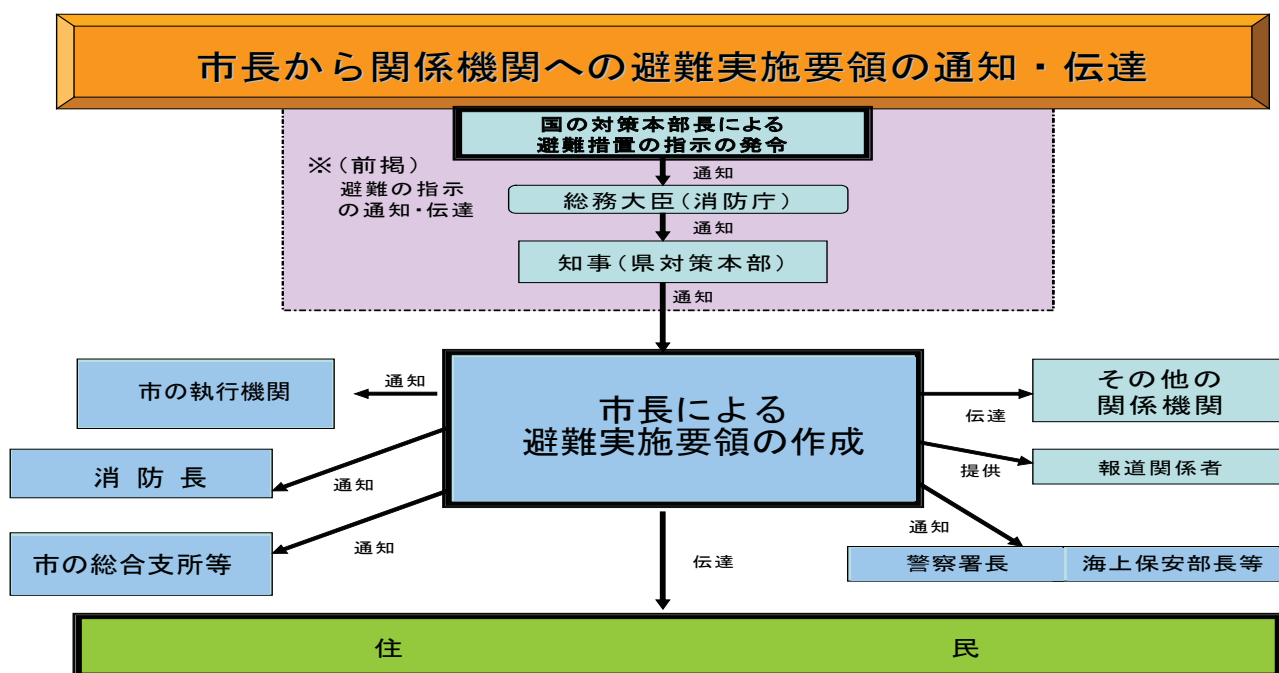 市長から関係機関への避難実施要領の通知・伝達
国の対策本部長による
避難措置の指示の発令
※(前掲)
避難の指示
の通知・伝達
通知
総務大臣(消防庁)
通知
知事(県対策本部)
通知
市の執行機関
通知
市長による
避難実施要領の作成
伝達
その他の
関係機関
消防長
通知
提供
報道関係者
市の総合支所等
通知
伝達
通知
警察署長
海上保安部長等
住民